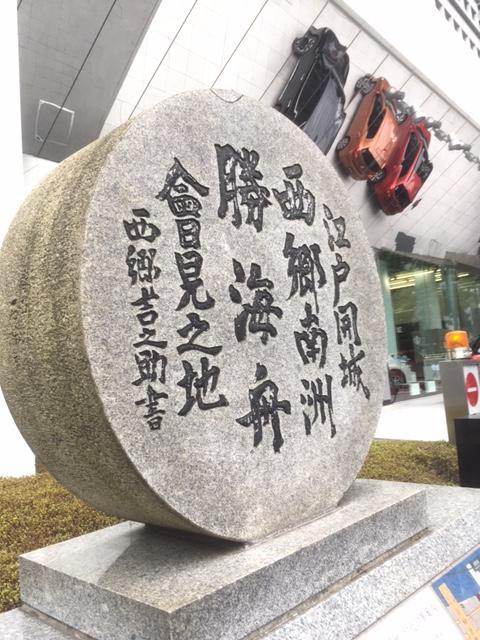 江戸開城
西郷南洲
勝海舟
會見之地
西郷吉之助書